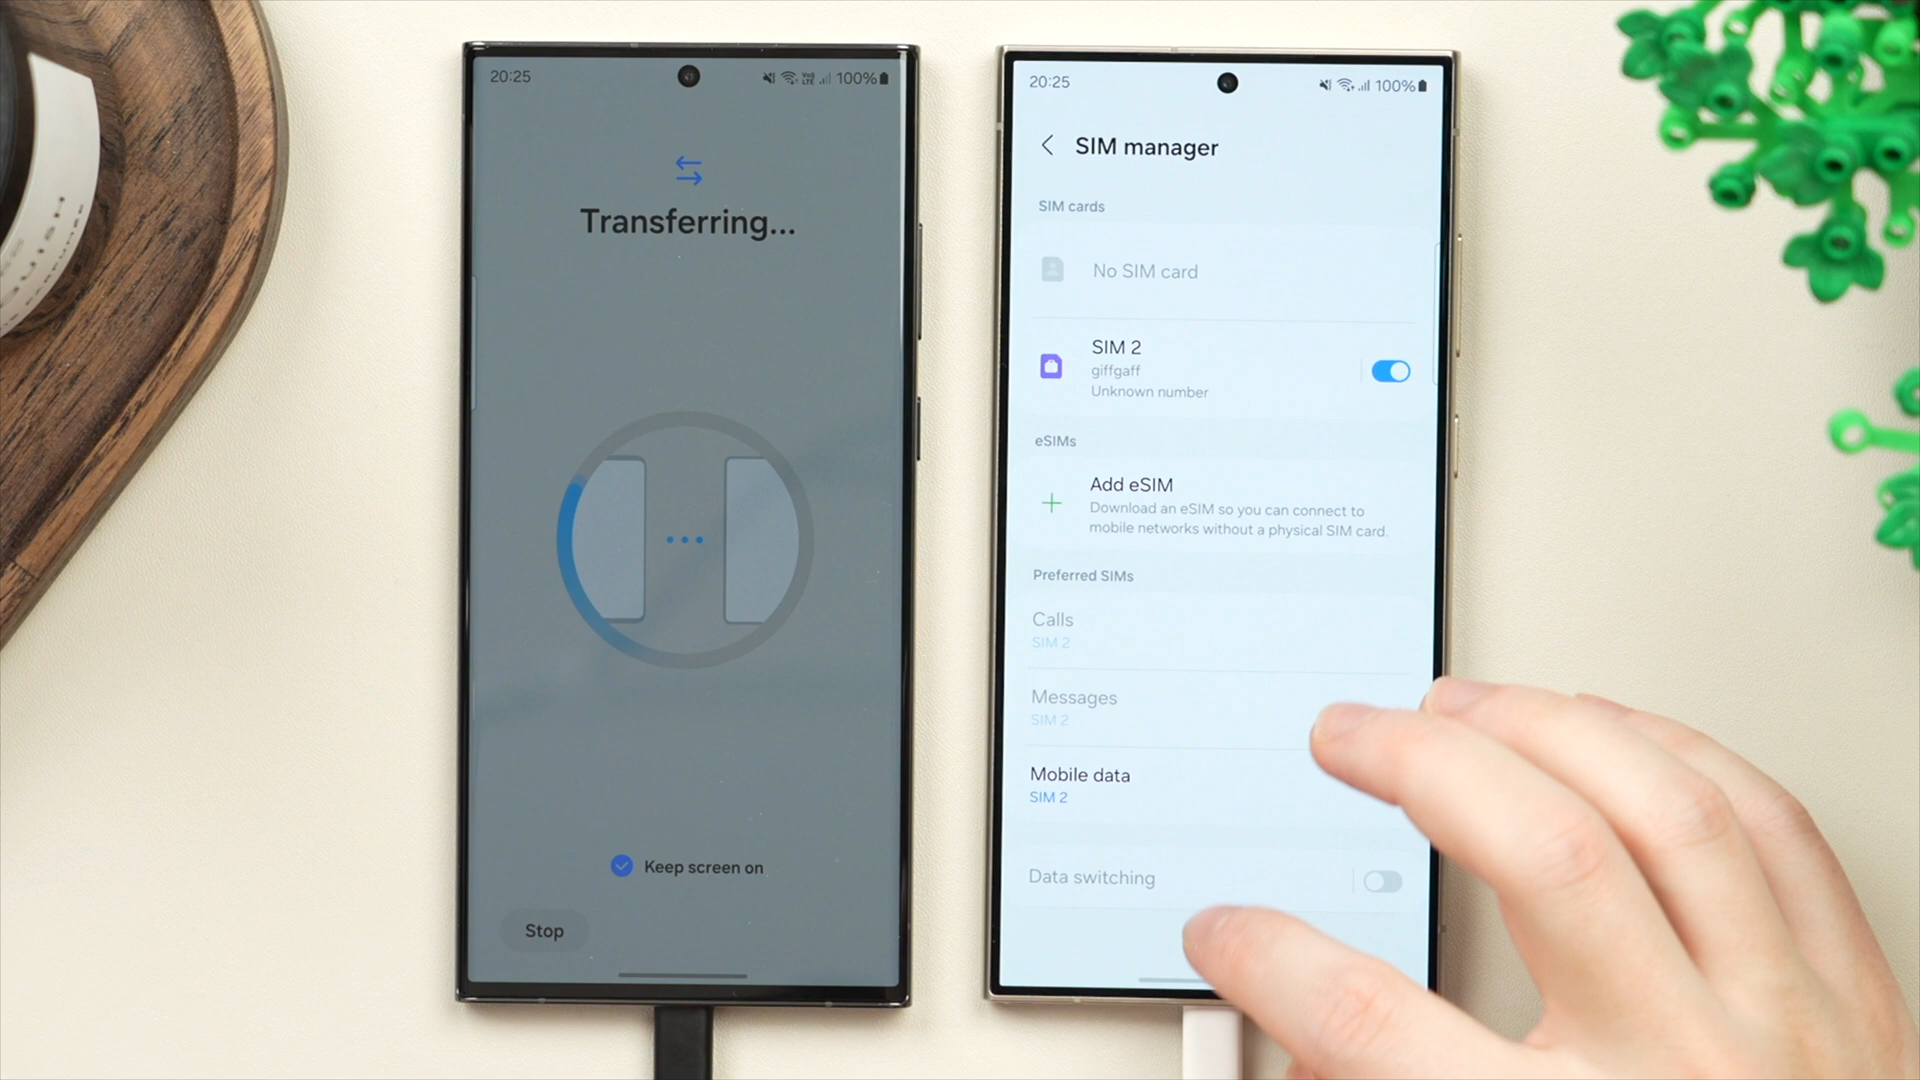 20:25
VoD
LTE
100%
Transferring...
Keep screen on
Stop
20:25
100%
SIM manager
SIM cards
No SIM card
SIM 2
giffgaff
Unknown number
eSIMs
Add eSIM
Download an eSIM so you can connect to
mobile networks without a physical SIM card.
Preferred SIMs
Calls
SIM 2
Messages
SIM 2
Mobile data
SIM 2
Data switching